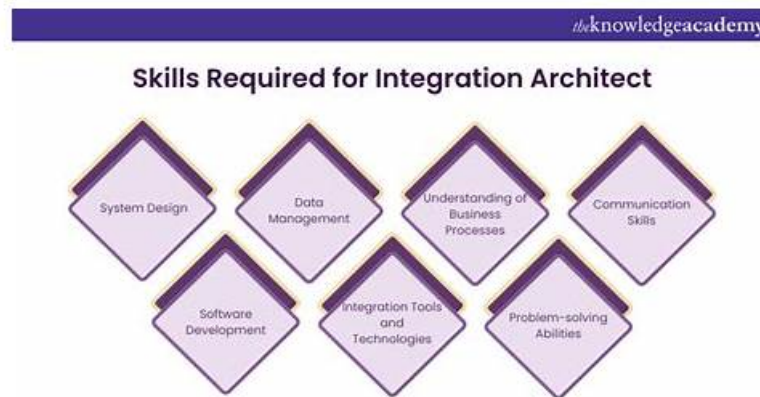 theknowledgeacademy
Skills Required for Integration Architect
System Design
Data
Management
Understanding of
Business
Processes
Communication
Skills
Software
Development
Integration Tools
and
Technologies
Problem-solving
Abilities